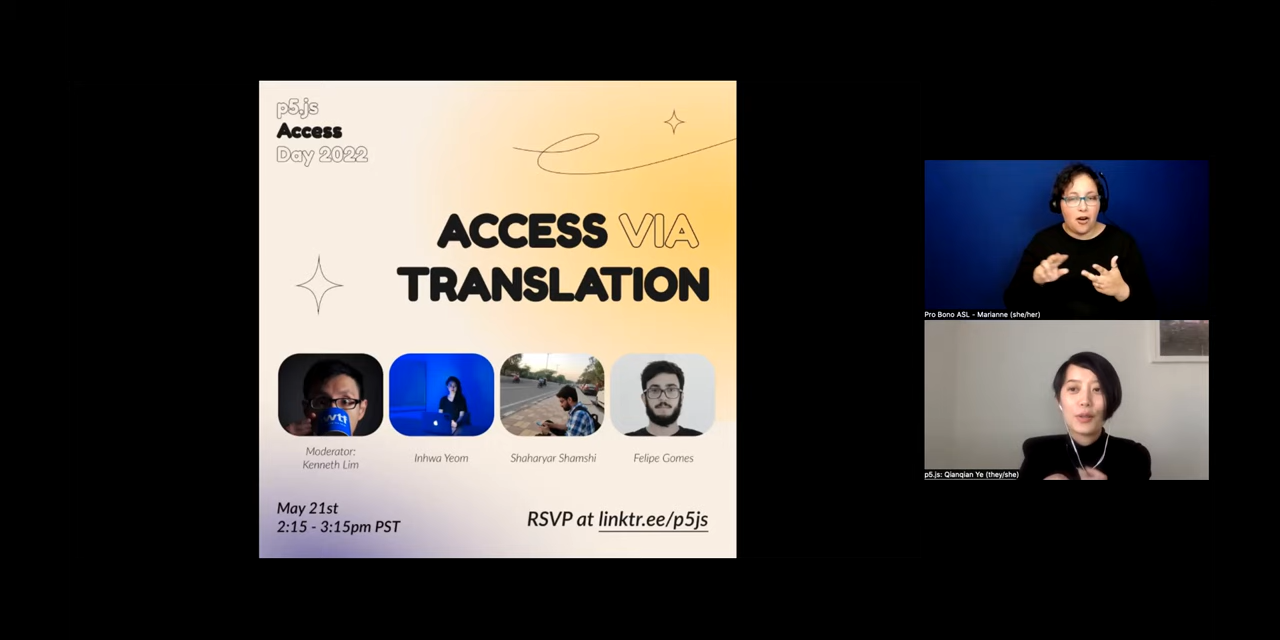 p5.js
Access
Day 2022
ACCESS VIA
TRANSLATION
wtf
Moderator:
Kenneth Lim
Inhwa Yeom
Shaharyar Shamshi
Felipe Gomes
May 21st
2:15 - 3:15pm PST
RSVP at linktr.ee/p5js
Pro Bono ASL - Marianne (she/her)
p5.js: Qianqian Ye (they/she)